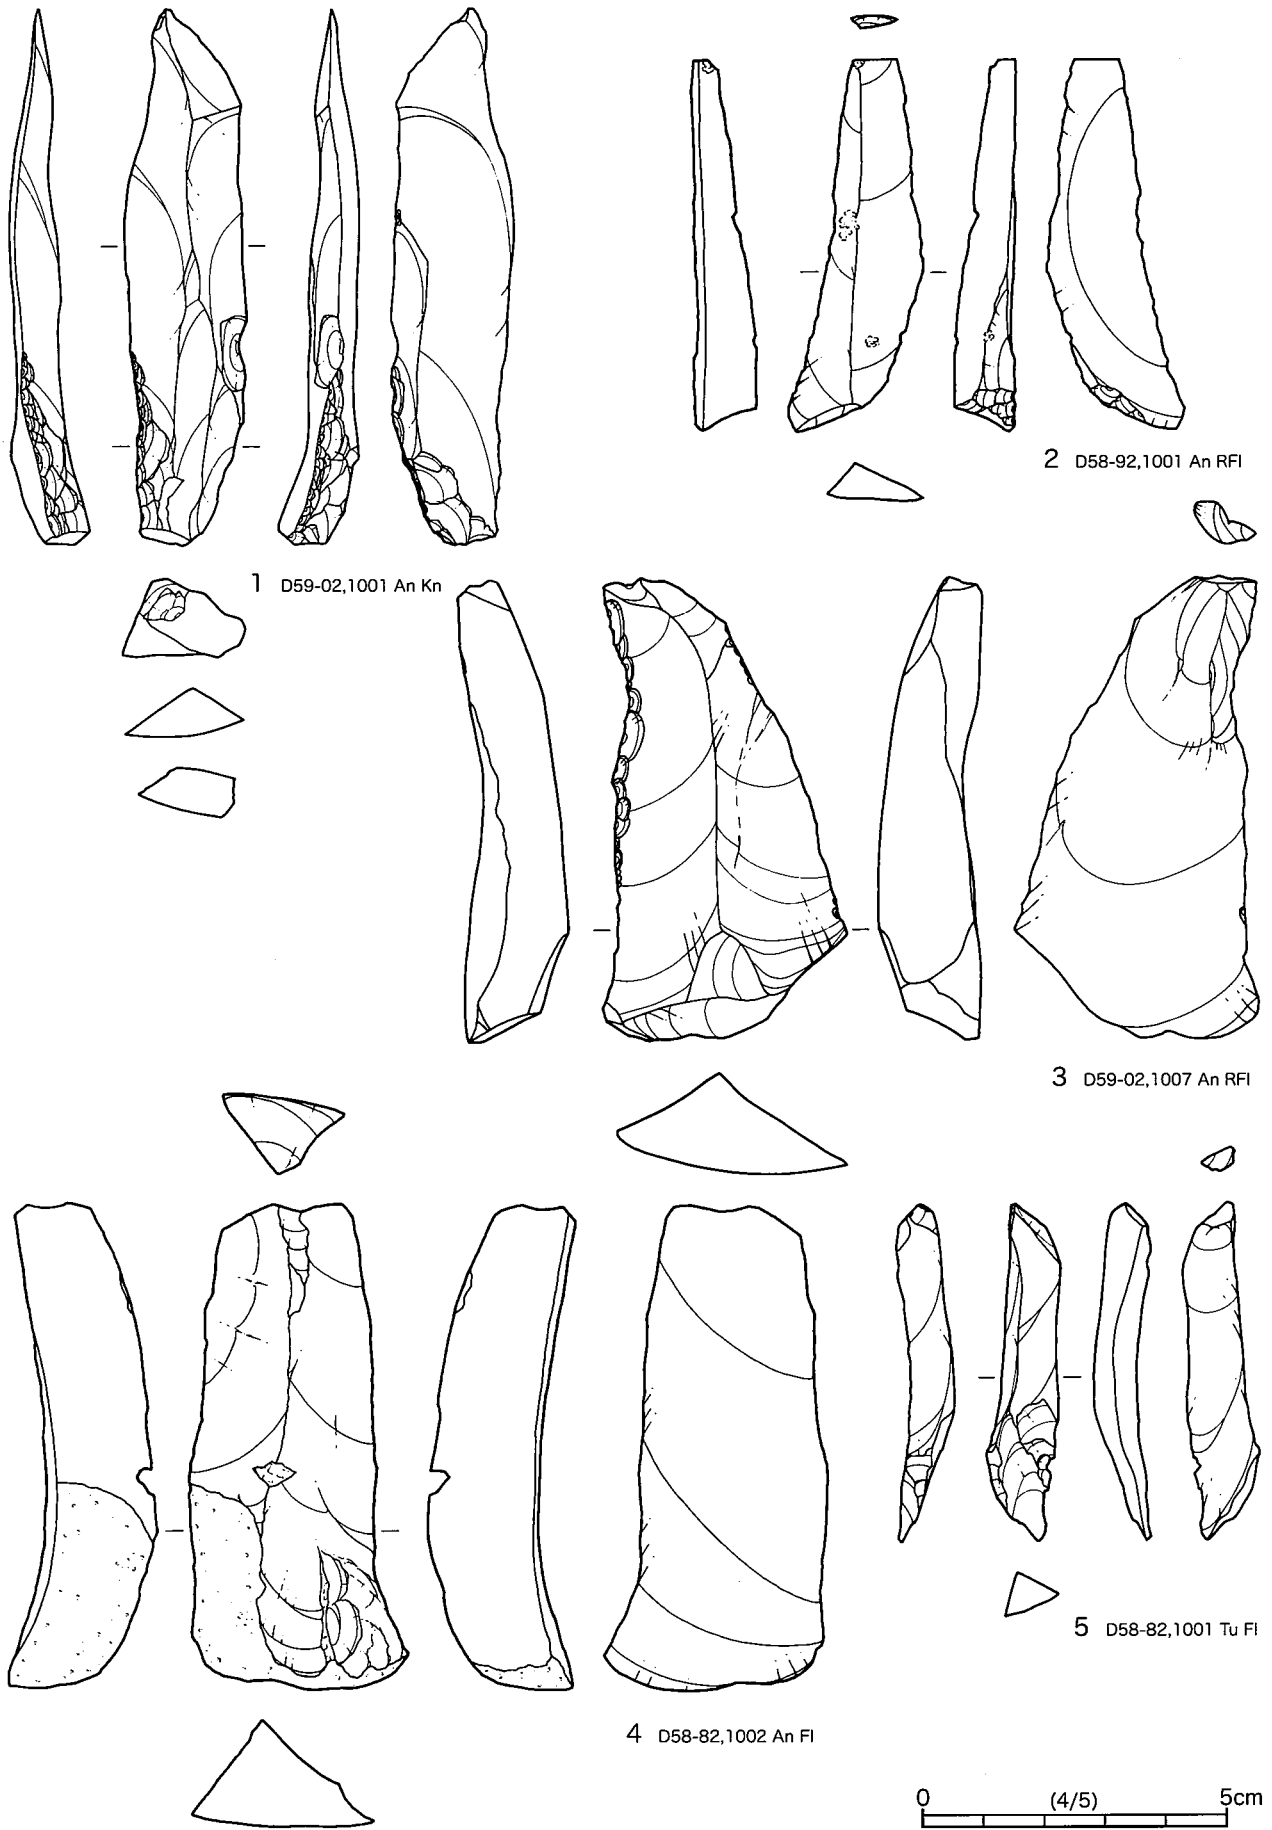 2 D58-92,1001 An RFl
1 D59-02,1001 An Kn
3 D59-02,1007 An RFl
5 D58-82,1001 Tu Fl
4 D58-82,1002 An Fl
0 (4/5) 5cm